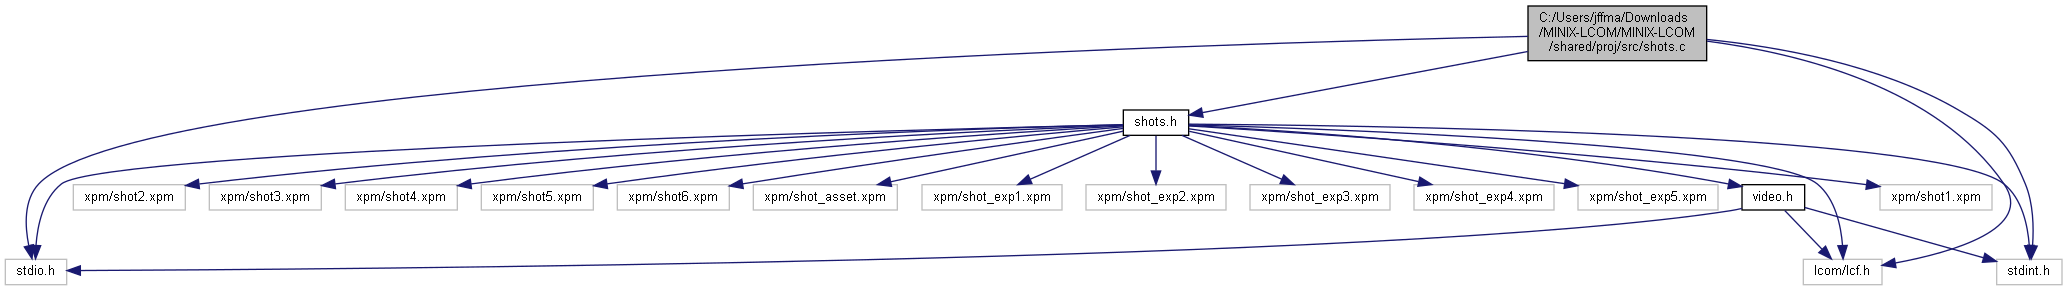 C:/Users/jffma/Downloads
/MINIX-LCOM/MINIX-LCOM
/shared/proj/src/shots.c
shots.h
xpm/shot2.xpm
xpm/shot3.xpm
xpm/shot4.xpm
xpm/shot5.xpm
xpm/shot6.xpm
xpm/shot_asset.xpm
xpm/shot_exp1.xpm
xpm/shot_exp2.xpm
xpm/shot_exp3.xpm
xpm/shot_exp4.xpm
xpm/shot_exp5.xpm
video.h
xpm/shot1.xpm
stdio.h
lcom/lcf.h
stdint.h